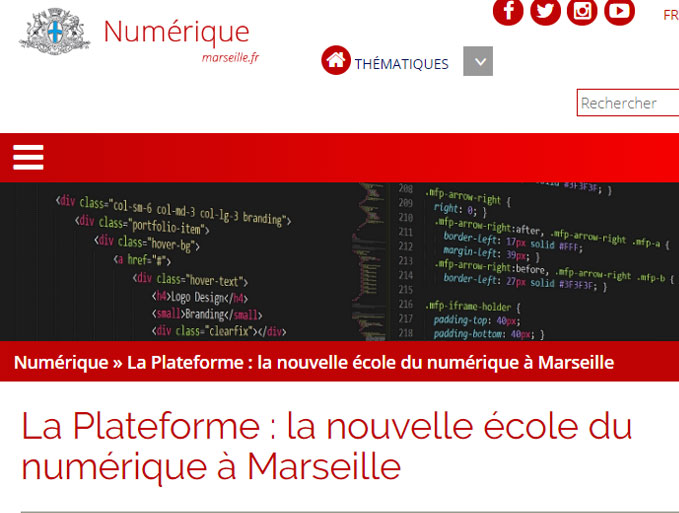 Numérique
marseille.fr
FR
THÉMATIQUES
Rechercher
<div class="col-sm-6 col-md-3 col-lg-3 branding">
<div class="portfolio-item">
<div class="hover-bg">
<a href="#">
<div class="hover-text">
<h4>Logo Design</h4>
<small>Branding</small>
<div class="clearfix"></div>
solid #3F3F3F; }
208
209 .mfp-arrow-right {
210 right: 0; }
211 .mfp-arrow-right:after, .mfp-arrow-right .mfp-a {
212 border-left: 17px solid #FFF;
213 margin-left: 39px; }
214 .mfp-arrow-right:before, .mfp-arrow-right .mfp-b {
215 border-left: 27px solid #3F3F3F; }
216 .mfp-iframe-holder {
217 padding-top: 40px;
218 padding-bottom: 40px; }
Numérique » La Plateforme : la nouvelle école du numérique à Marseille
La Plateforme : la nouvelle école du
numérique à Marseille